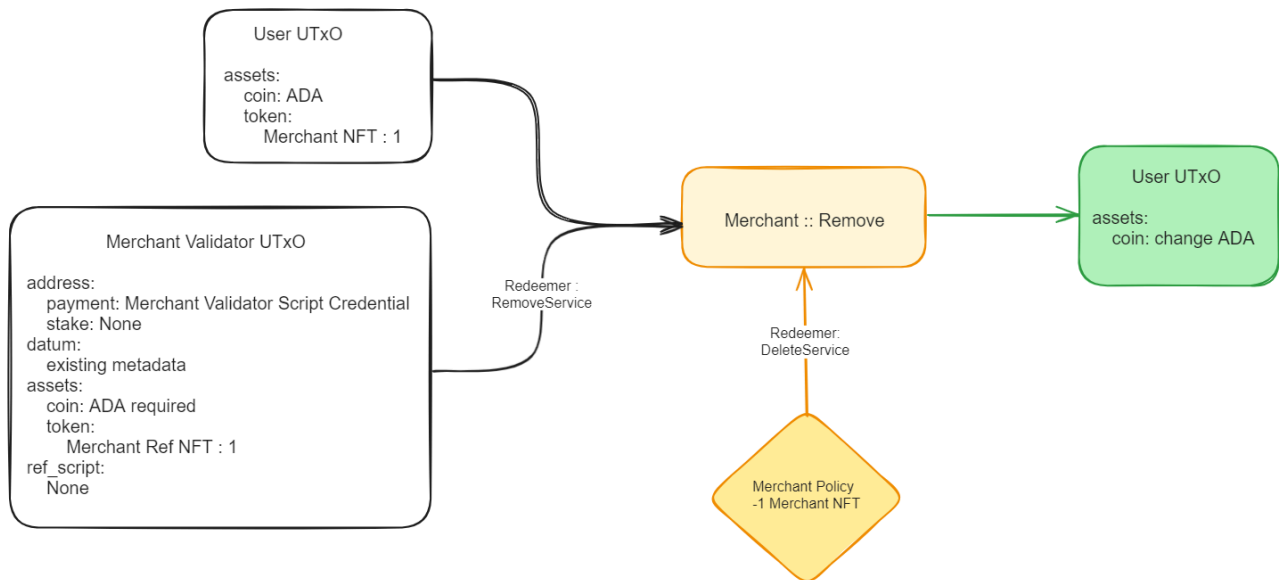 User UTxO
assets:
coin: ADA
token:
Merchant NFT : 1
Merchant Validator UTxO
address:
payment: Merchant Validator Script Credential
stake: None
datum:
existing metadata
assets:
coin: ADA required
token:
Merchant Ref NFT : 1
ref_script:
None
Redeemer :
RemoveService
Merchant :: Remove
Redeemer:
DeleteService
Merchant Policy
-1 Merchant NFT
User UTxO
assets:
coin: change ADA